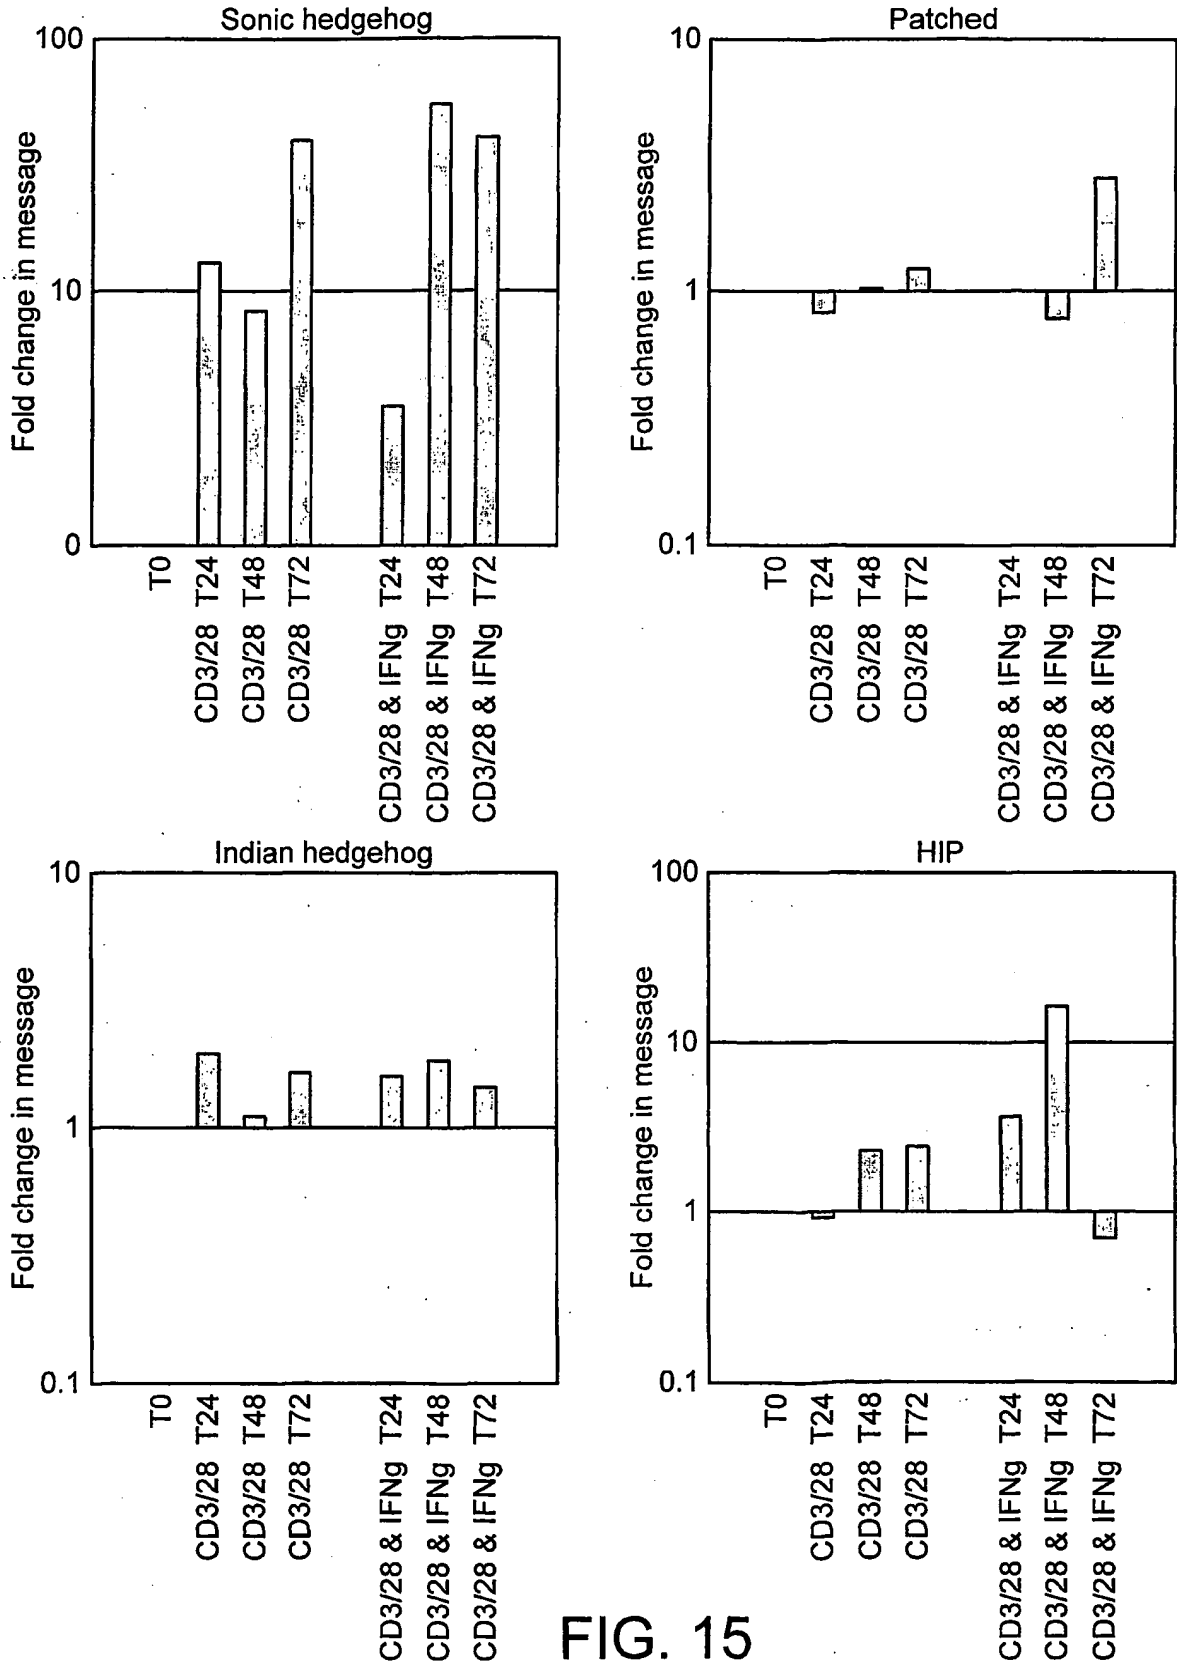 Sonic hedgehog
Fold change in message
100
10
0
T0
CD3/28 T24
CD3/28 T48
CD3/28 T72
CD3/28 & IFNg T24
CD3/28 & IFNg T48
CD3/28 & IFNg T72
Patched
Fold change in message
10
1
0.1
T0
CD3/28 T24
CD3/28 T48
CD3/28 T72
CD3/28 & IFNg T24
CD3/28 & IFNg T48
CD3/28 & IFNg T72
Indian hedgehog
Fold change in message
10
1
0.1
T0
CD3/28 T24
CD3/28 T48
CD3/28 T72
CD3/28 & IFNg T24
CD3/28 & IFNg T48
CD3/28 & IFNg T72
HIP
Fold change in message
100
10
1
0.1
T0
CD3/28 T24
CD3/28 T48
CD3/28 T72
CD3/28 & IFNg T24
CD3/28 & IFNg T48
CD3/28 & IFNg T72
FIG. 15